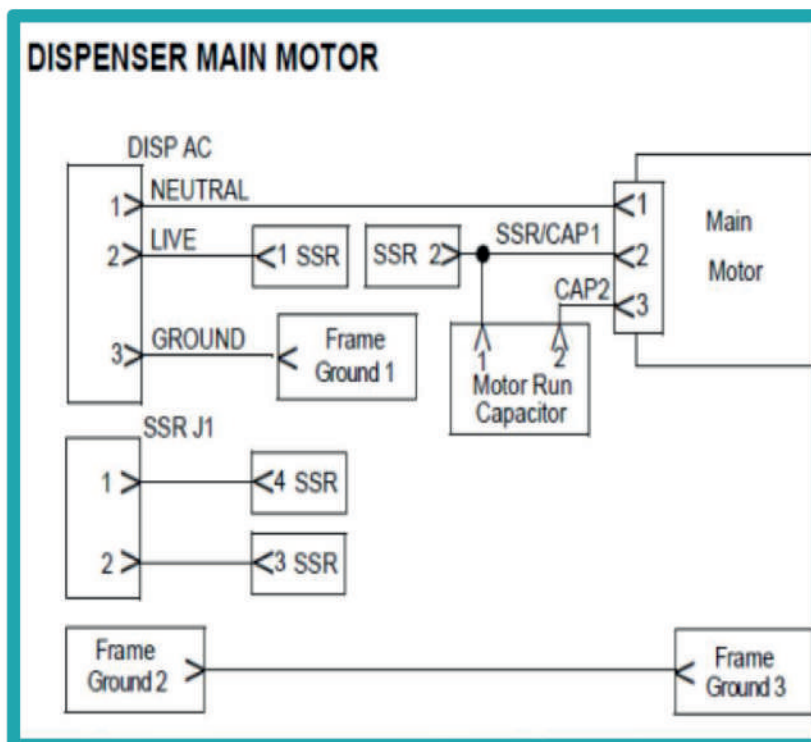 DISPENSER MAIN MOTOR
DISP AC
1 NEUTRAL 1
2 LIVE 1 SSR SSR 2 SSR/CAP1 2
CAP2 3
Main
Motor
3 GROUND Frame
Ground 1
1 2
Motor Run
Capacitor
SSR J1
1 4 SSR
2 3 SSR
Frame
Ground 2
Frame
Ground 3